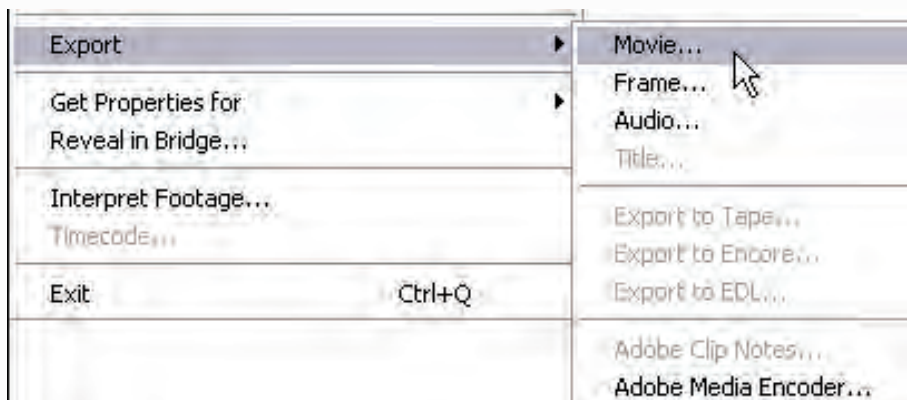 Export
Get Properties for
Reveal in Bridge...
Interpret Footage...
Timecode...
Exit Ctrl+Q
Movie...
Frame...
Audio...
Title...
Export to Tape...
Export to Encore...
Export to EDL...
Adobe Clip Notes...
Adobe Media Encoder...